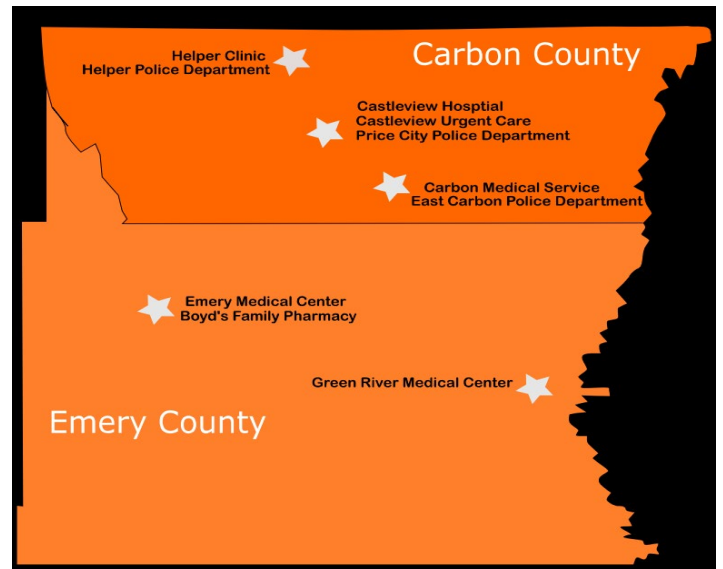 Carbon County
Helper Clinic
Helper Police Department
Castleview Hosptial
Castleview Urgent Care
Price City Police Department
Carbon Medical Service
East Carbon Police Department
Emery Medical Center
Boyd's Family Pharmacy
Green River Medical Center
Emery County